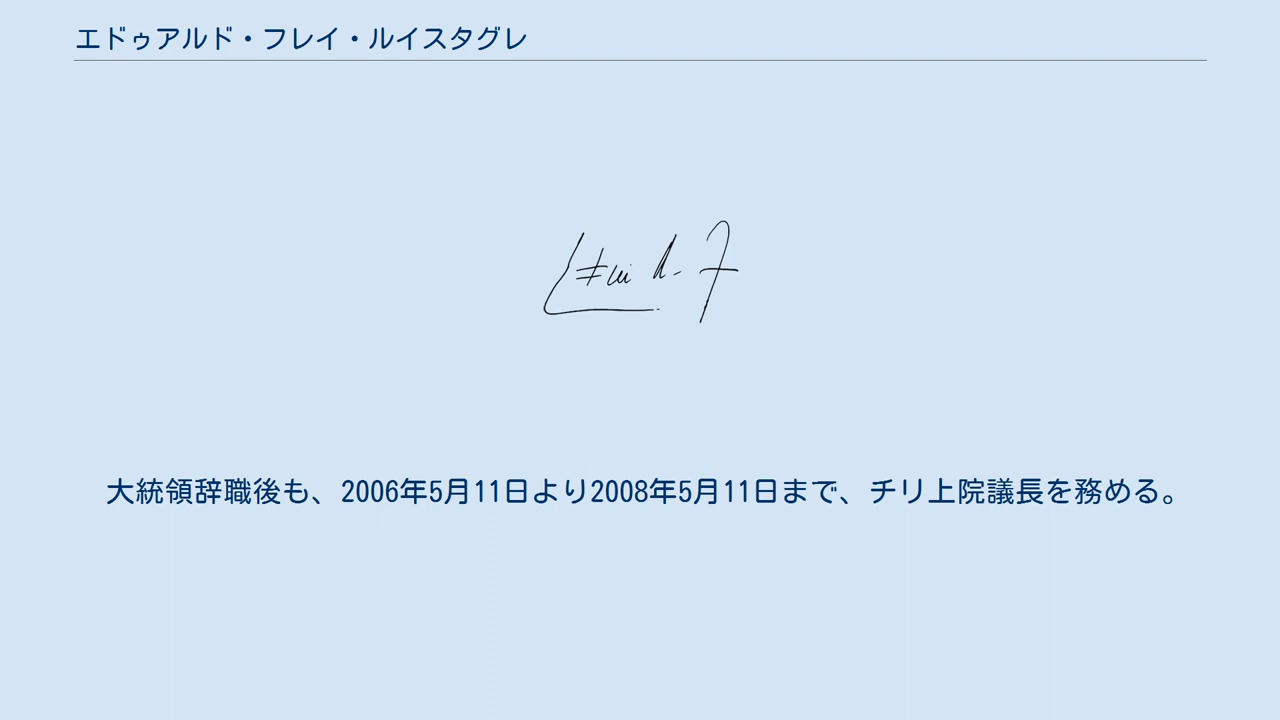 エドゥアルド・フレイ・ルイスタグレ
大統領辞職後も、2006年5月11日より2008年5月11日まで、チリ上院議長を務める。